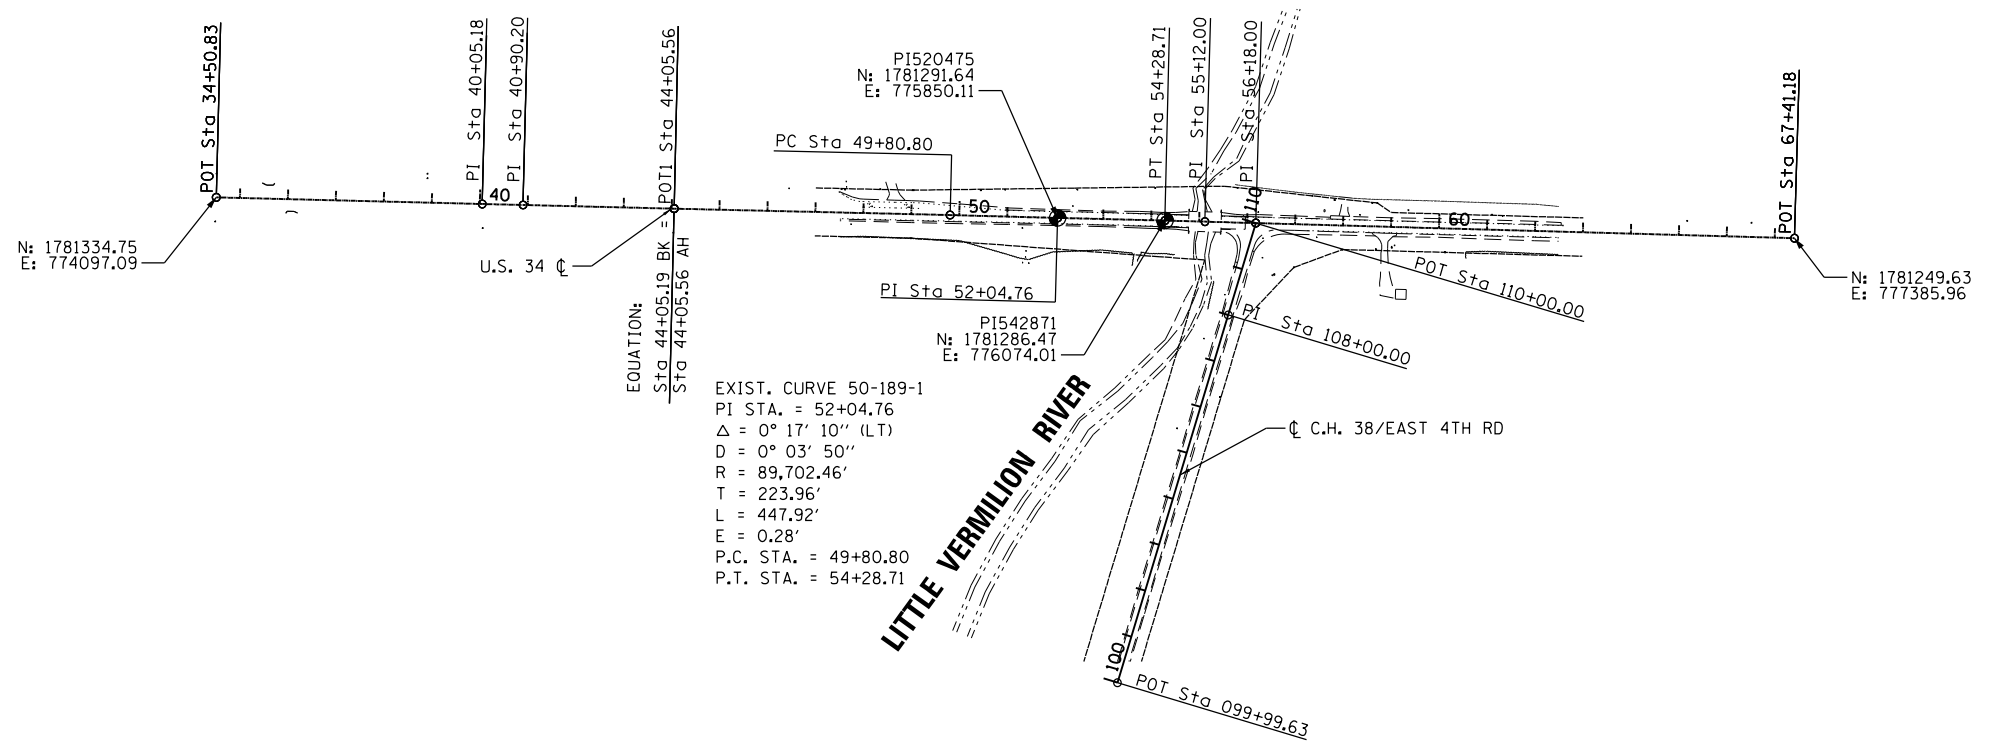 POT Sta 34+50.83
PI Sta 40+05.18
PI Sta 40+90.20
POT1 Sta 44+05.56
PI520475
N: 1781291.64
E: 775850.11
PC Sta 49+80.80
PT Sta 54+28.71
PI Sta 55+12.00
PI Sta 56+18.00
POT Sta 67+41.18
40
50
110
60
N: 1781334.75
E: 774097.09
U.S. 34 ℄
EQUATION:
Sta 44+05.19 BK =
Sta 44+05.56 AH
PI Sta 52+04.76
PI542871
N: 1781286.47
E: 776074.01
POT Sta 110+00.00
PI Sta 108+00.00
N: 1781249.63
E: 777385.96
EXIST. CURVE 50-189-1
PI STA. = 52+04.76
△ = 0° 17' 10'' (LT)
D = 0° 03' 50''
R = 89,702.46'
T = 223.96'
L = 447.92'
E = 0.28'
P.C. STA. = 49+80.80
P.T. STA. = 54+28.71
LITTLE VERMILION RIVER
℄ C.H. 38/EAST 4TH RD
100
POT Sta 099+99.63